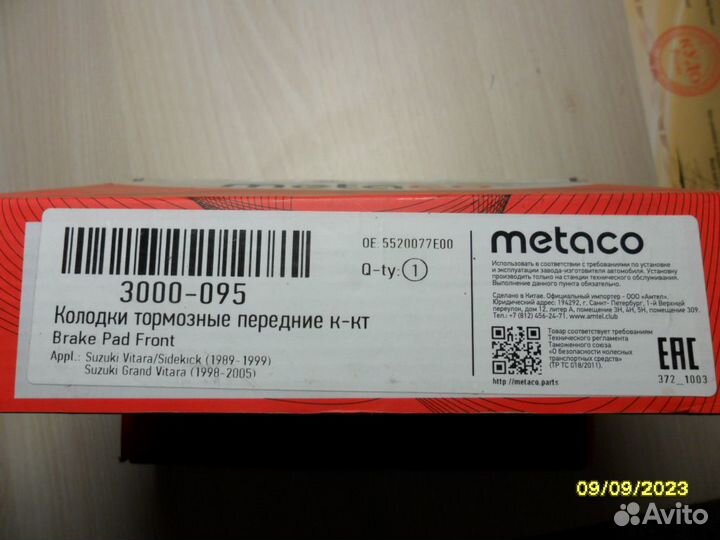 metaco
OE: 5520077E00
Q-ty: 1
3000-095
Колодки тормозные передние к-кт
Brake Pad Front
Appl.: Suzuki Vitara/Sidekick (1989-1999)
Suzuki Grand Vitara (1998-2005)
metaco
Использовать в соответствии с требованиями по установке
и эксплуатации завода-изготовителя автомобиля. Установку
производить только на станции технического обслуживания.
Выполнение данного пункта обязательно.
Сделано в Китае. Официальный импортер - ООО «Амтел».
Юридический адрес: 194292, г. Санкт- Петербург, 1-й Верхней
переулок, дом 12, литер А, помещение 3Н, 4Н, 5Н, помещение 309.
Тел.: +7 (812) 456-24-71. www.amtel.club
Товар соответствует требованиям
Технического регламента
Таможенного союза
«О безопасности колесных
транспортных средств»
(ТР ТС 018/2011).
http://metaco.parts
EAC
372_1003
09/09/2023
Avito